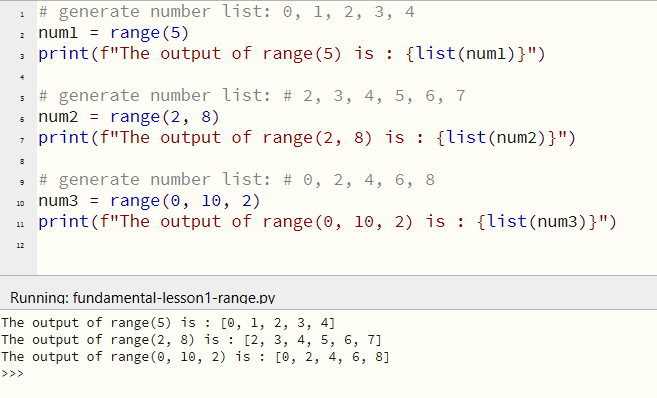 1 # generate number list: 0, 1, 2, 3, 4
2 num1 = range(5)
3 print(f"The output of range(5) is : {list(num1)}")
4
5 # generate number list: # 2, 3, 4, 5, 6, 7
6 num2 = range(2, 8)
7 print(f"The output of range(2, 8) is : {list(num2)}")
8
9 # generate number list: # 0, 2, 4, 6, 8
10 num3 = range(0, 10, 2)
11 print(f"The output of range(0, 10, 2) is : {list(num3)}")
12
Running: fundamental-lesson1-range.py
The output of range(5) is : [0, 1, 2, 3, 4]
The output of range(2, 8) is : [2, 3, 4, 5, 6, 7]
The output of range(0, 10, 2) is : [0, 2, 4, 6, 8]
>>>